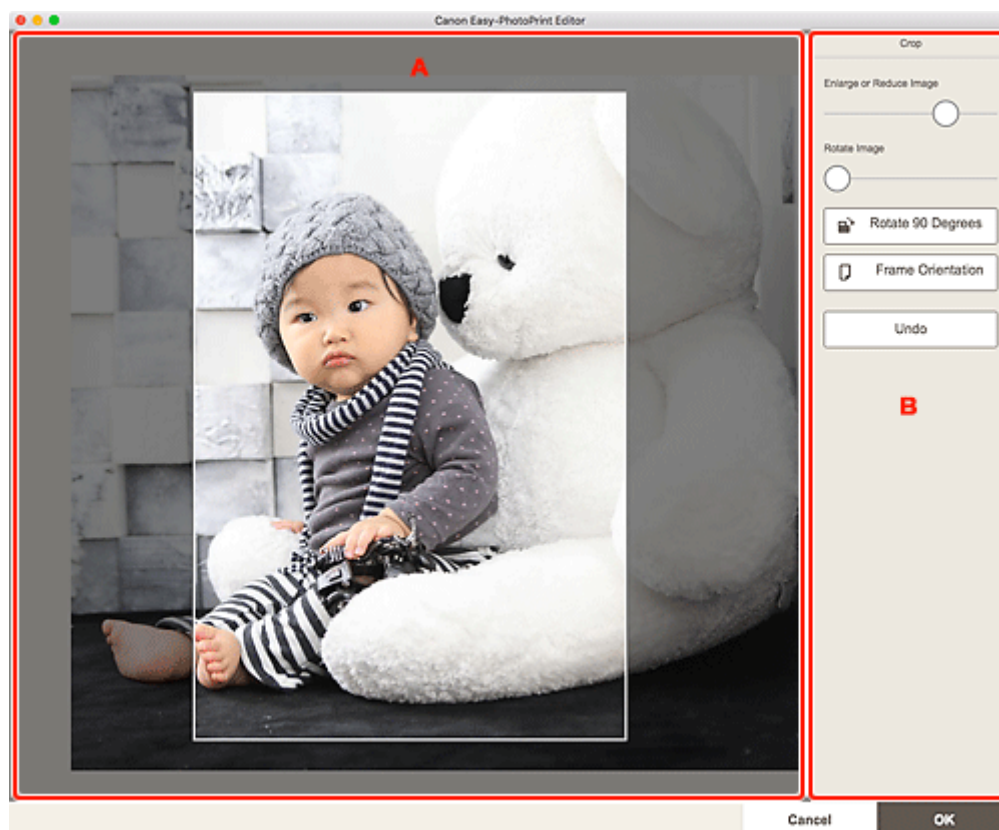 Canon Easy-PhotoPrint Editor
A
Crop
Enlarge or Reduce Image
Rotate Image
Rotate 90 Degrees
Frame Orientation
Undo
B
Cancel
OK